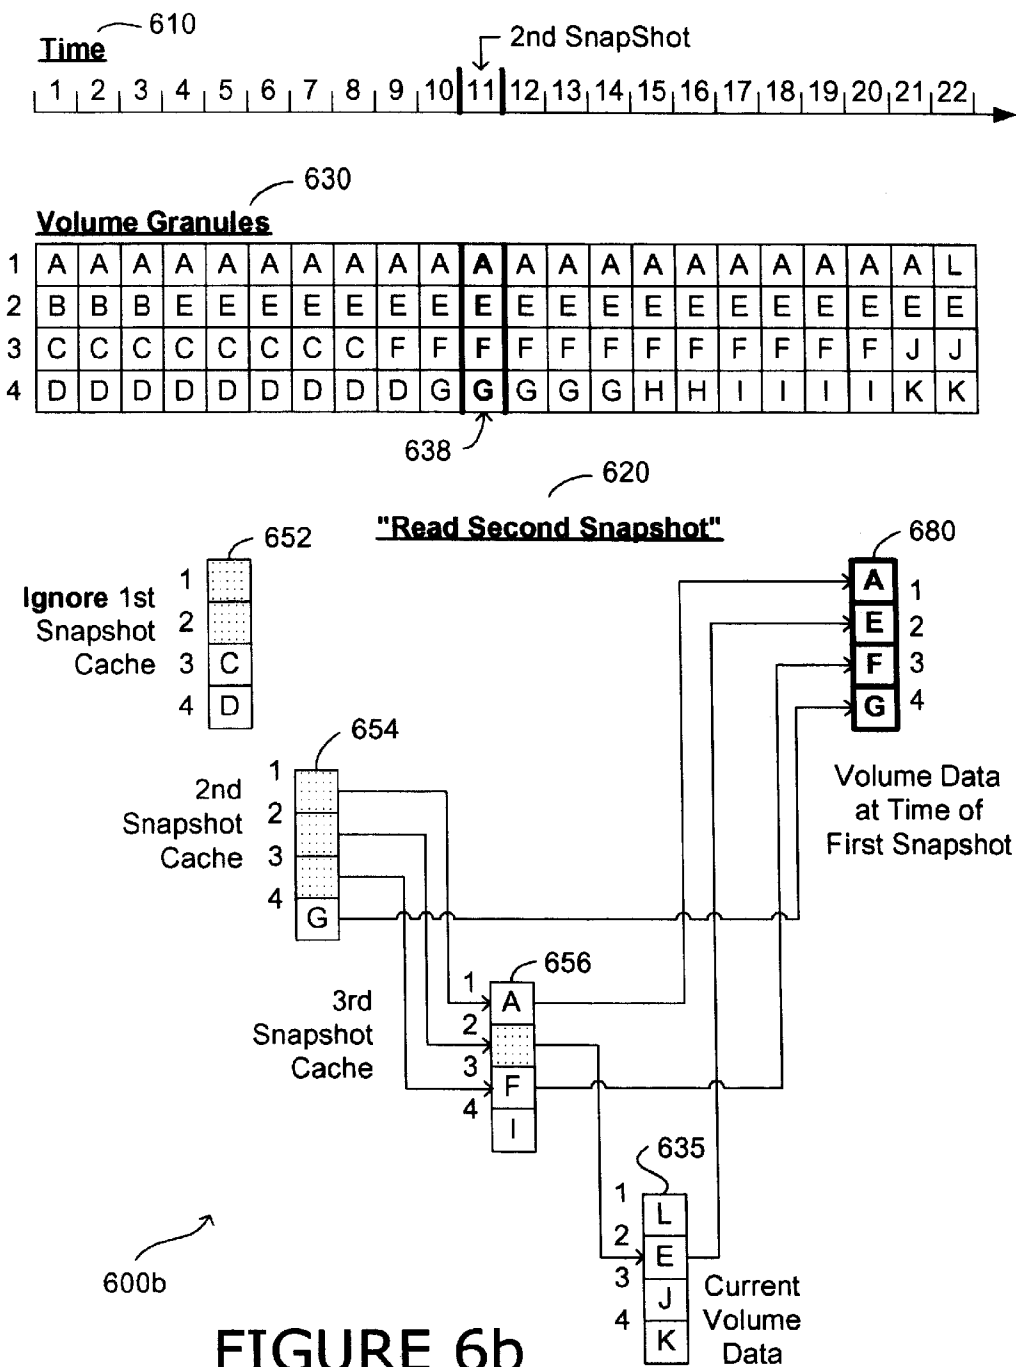 610
Time
2nd SnapShot
1 2 3 4 5 6 7 8 9 10 11 12 13 14 15 16 17 18 19 20 21 22
630
Volume Granules
1 A A A A A A A A A A A A A A A A A A A A A L
2 B B B E E E E E E E E E E E E E E E E E E E
3 C C C C C C C C F F F F F F F F F F F F J J
4 D D D D D D D D D G G G G G H H I I I I K K
638
620
"Read Second Snapshot"
652
1
2
3 C
4 D
Ignore 1st
Snapshot
Cache
680
A 1
E 2
F 3
G 4
Volume Data
at Time of
First Snapshot
654
1
2
3
4
G
2nd
Snapshot
Cache
656
1 A
2
3 F
4 I
3rd
Snapshot
Cache
635
1 L
2 E
3 J
4 K
Current
Volume
Data
600b
FIGURE 6b